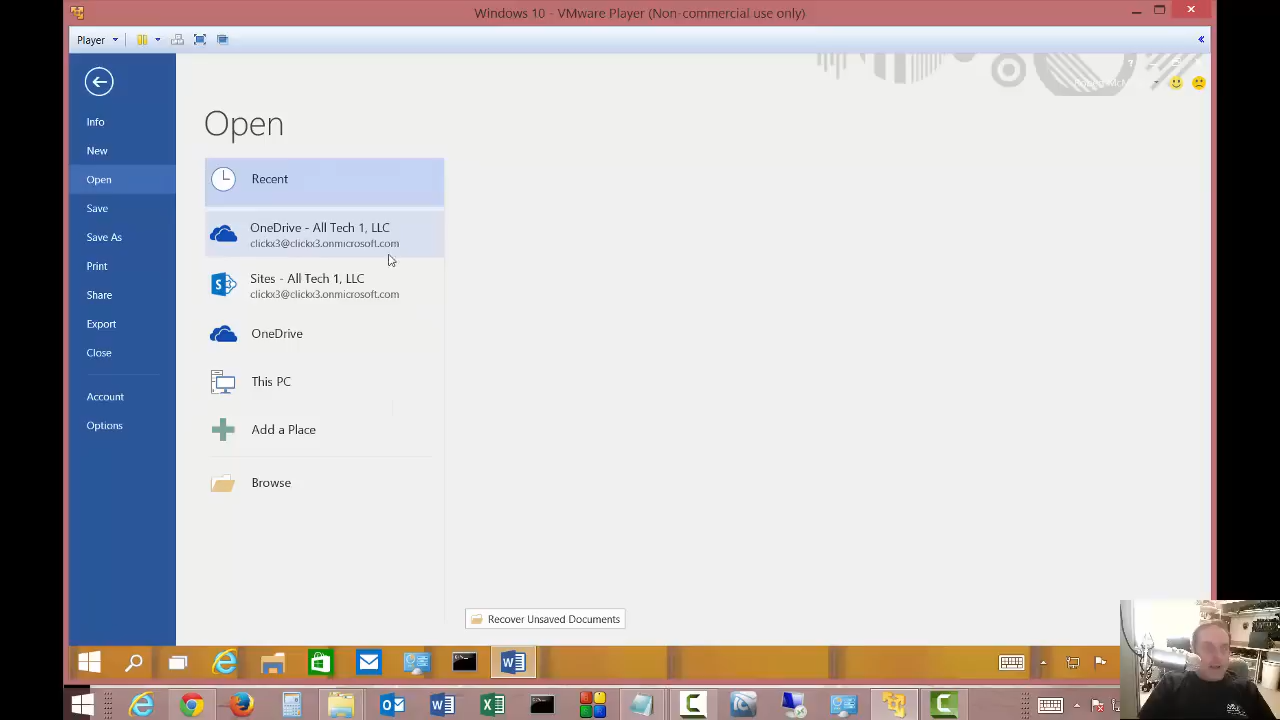 Windows 10 - VMware Player (Non-commercial use only)
Player
Info
New
Open
Save
Save As
Print
Share
Export
Close
Account
Options
Open
Recent
OneDrive - All Tech 1, LLC
clickx3@clickx3.onmicrosoft.com
Sites - All Tech 1, LLC
clickx3@clickx3.onmicrosoft.com
OneDrive
This PC
Add a Place
Browse
Recover Unsaved Documents